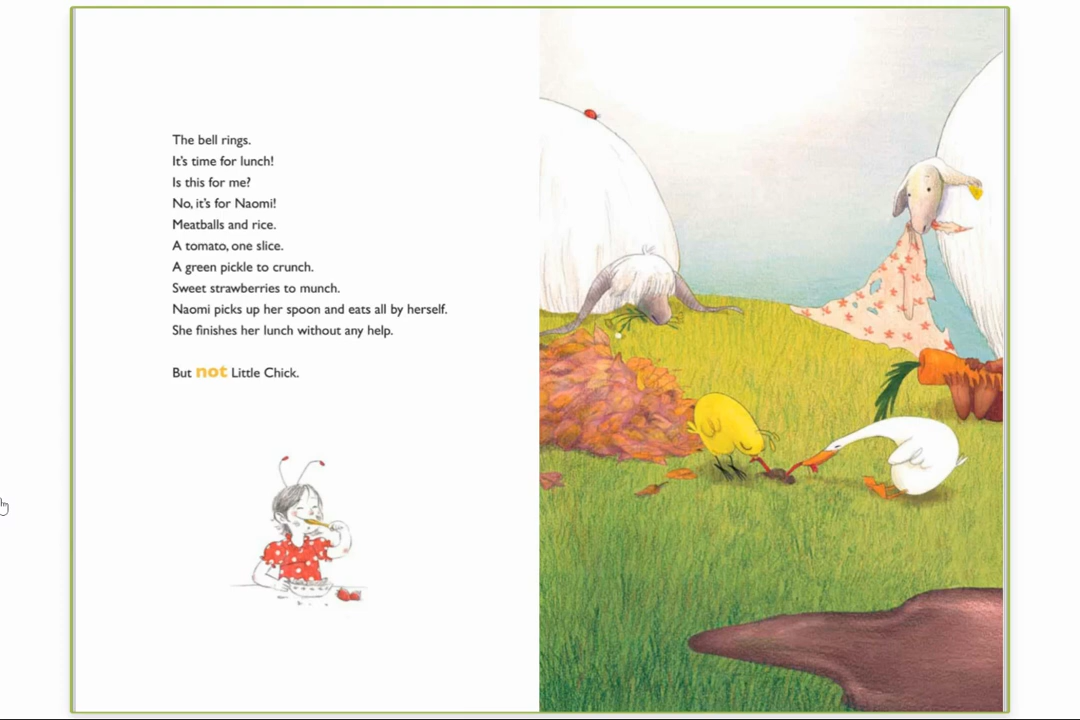 The bell rings.
It's time for lunch!
Is this for me?
No, it's for Naomi!
Meatballs and rice.
A tomato, one slice.
A green pickle to crunch.
Sweet strawberries to munch.
Naomi picks up her spoon and eats all by herself.
She finishes her lunch without any help.
But not Little Chick.